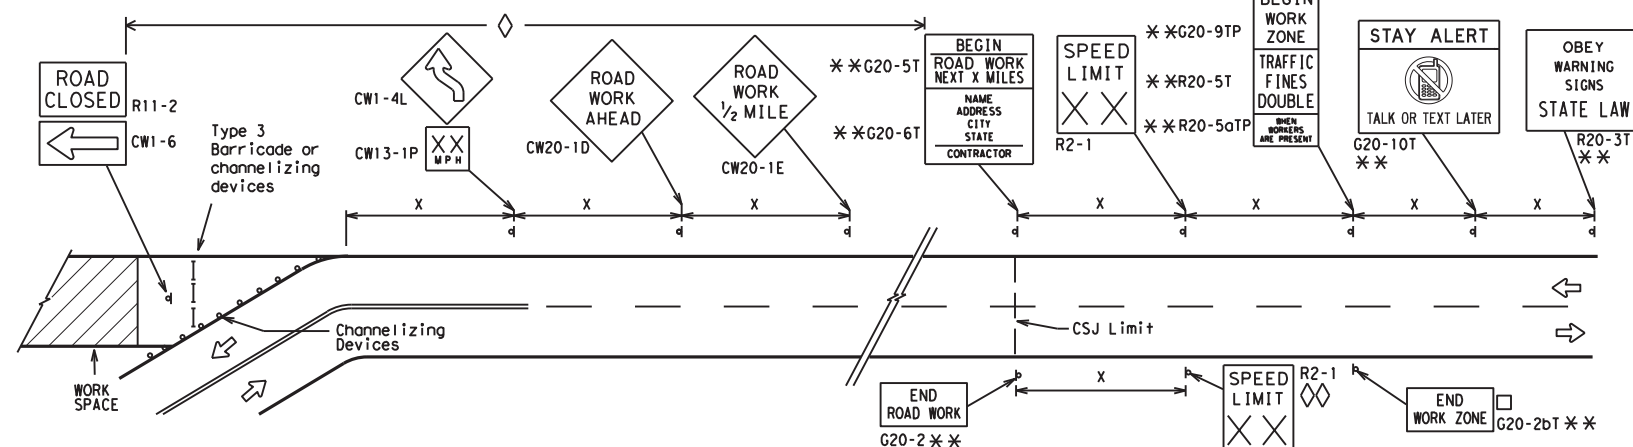 ROAD
CLOSED
R11-2
CW1-6
Type 3
Barricade or
channelizing
devices
CW1-4L
CW13-1P
XX
MPH
ROAD
WORK
AHEAD
CW20-1D
ROAD
WORK
1/2 MILE
CW20-1E
**G20-5T
**G20-6T
BEGIN
ROAD WORK
NEXT X MILES
NAME
ADDRESS
CITY
STATE
CONTRACTOR
SPEED
LIMIT
XX
R2-1
**G20-9TP
**R20-5T
**R20-5aTP
BEGIN
WORK
ZONE
TRAFFIC
FINES
DOUBLE
WHEN
WORKERS
ARE PRESENT
STAY ALERT
TALK OR TEXT LATER
G20-10T
**
OBEY
WARNING
SIGNS
STATE LAW
R20-3T
**
X
X
X
X
X
X
X
Channelizing
Devices
CSJ Limit
WORK
SPACE
END
ROAD WORK
G20-2 **
X
SPEED
LIMIT
XX
R2-1
END
WORK ZONE
G20-2bT **